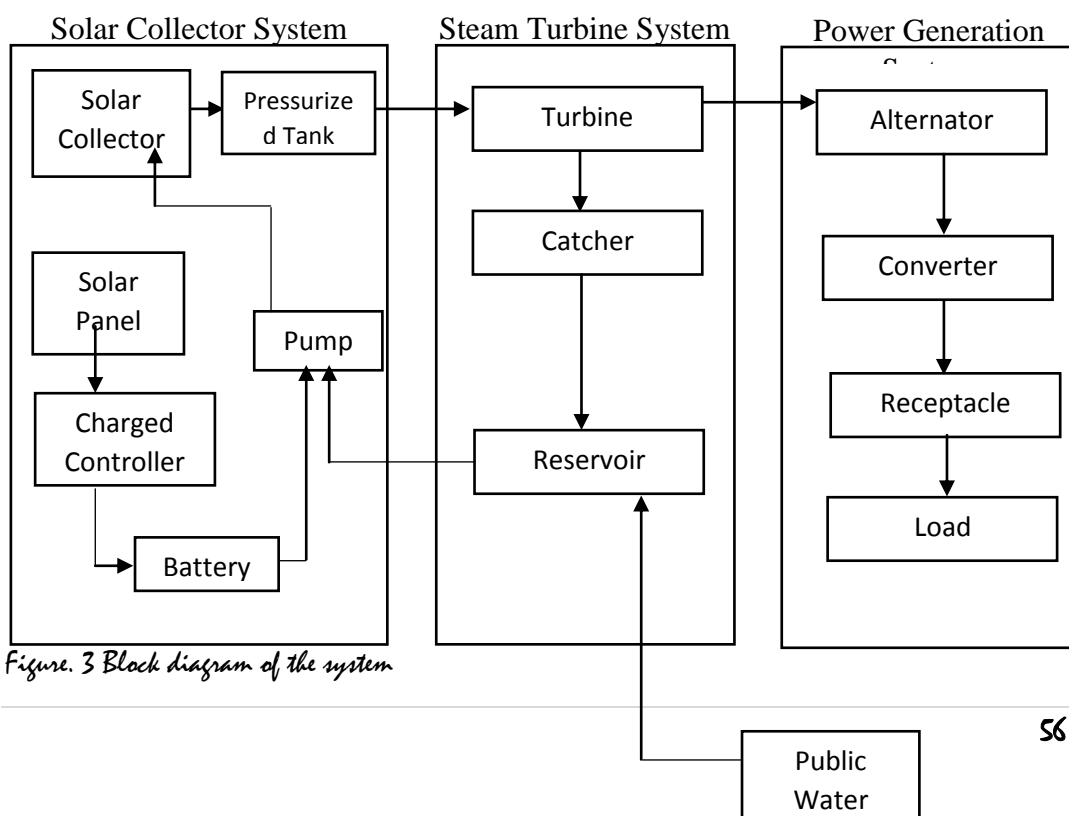 Solar Collector System
Steam Turbine System
Power Generation
Solar
Collector
Pressurize
d Tank
Turbine
Alternator
Catcher
Converter
Solar
Panel
Pump
Charged
Controller
Receptacle
Reservoir
Battery
Load
Figure. 3 Block diagram of the system
56
Public
Water